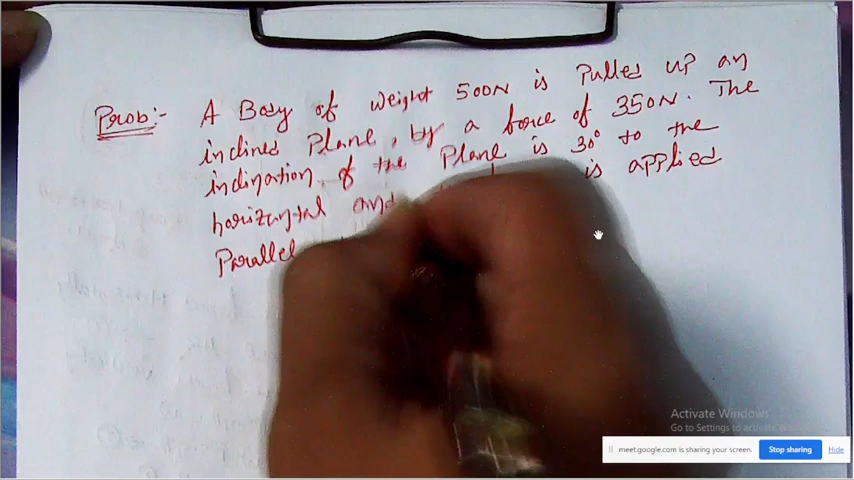 Prob:- A Body of weight 500N is Pulled up an
inclined Plane, by a force of 350N. The
inclination of the Plane is 30° to the
horizontal and is applied
Parallel
Activate Windows
Go to Settings to activate Win
meet.google.com is sharing your screen. Stop sharing Hide